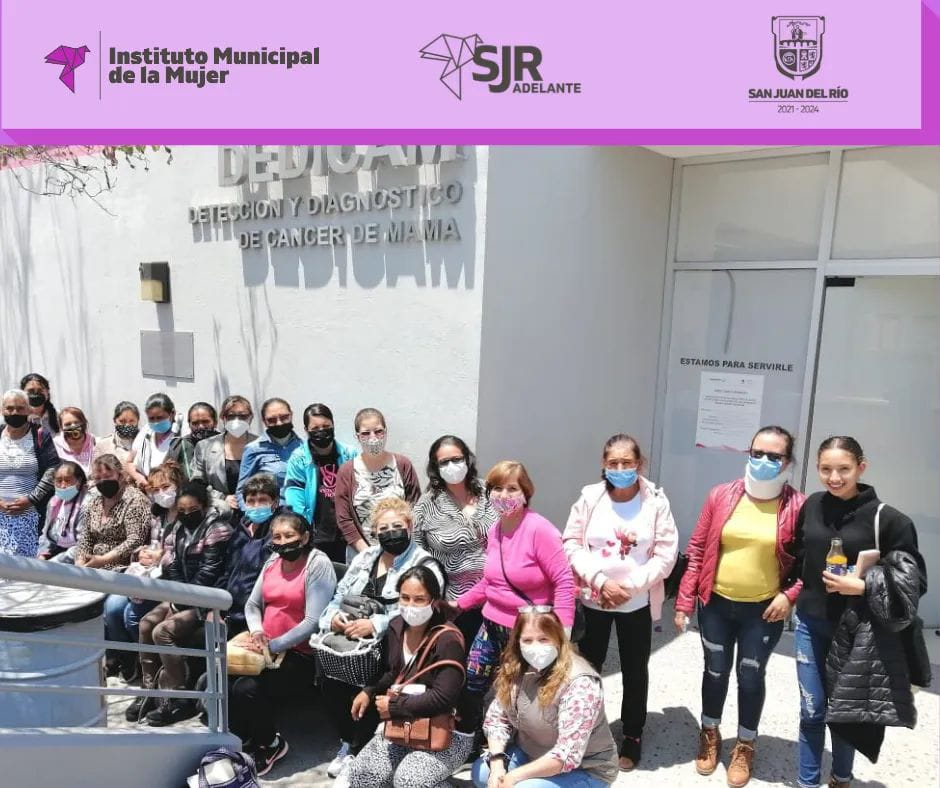 Instituto Municipal
de la Mujer
SJR
ADELANTE
SAN JUAN DEL RÍO
2021 - 2024
DEDICAM
DETECCION Y DIAGNOSTICO
DE CANCER DE MAMA
ESTAMOS PARA SERVIRLE